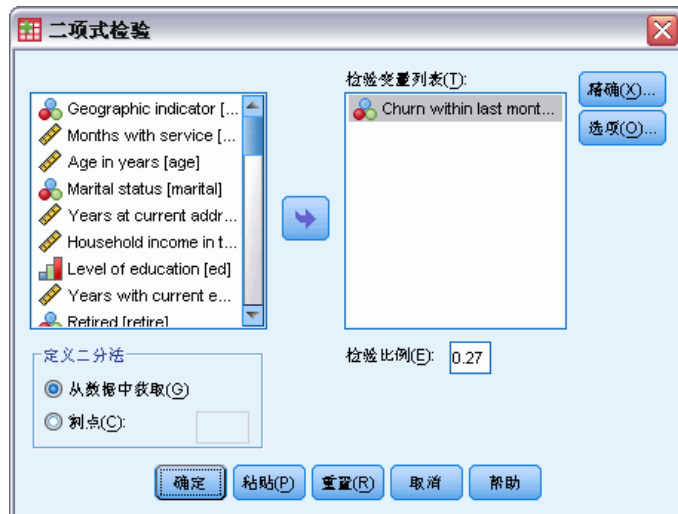 二项式检验
检验变量列表(T):
Geographic indicator [...
Months with service [...
Age in years [age]
Marital status [marital]
Years at current addr...
Household income in t...
Level of education [ed]
Years with current e...
Retired [retire]
Churn within last mont...
精确(X)...
选项(O)...
定义二分法
从数据中获取(G)
割点(C):
检验比例(E): 0.27
确定 粘贴(P) 重置(R) 取消 帮助